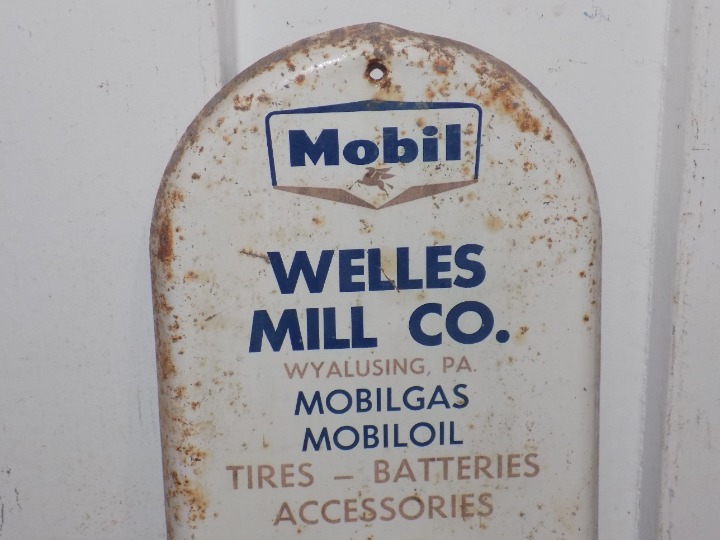 Mobil
WELLES
MILL CO.
WYALUSING, PA.
MOBILGAS
MOBILOIL
TIRES – BATTERIES
ACCESSORIES